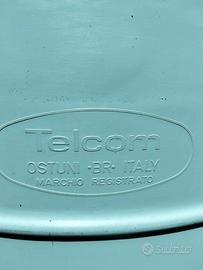 Telcom
OSTUNI -BR- ITALY
MARCHIO REGISTRATO
Subito